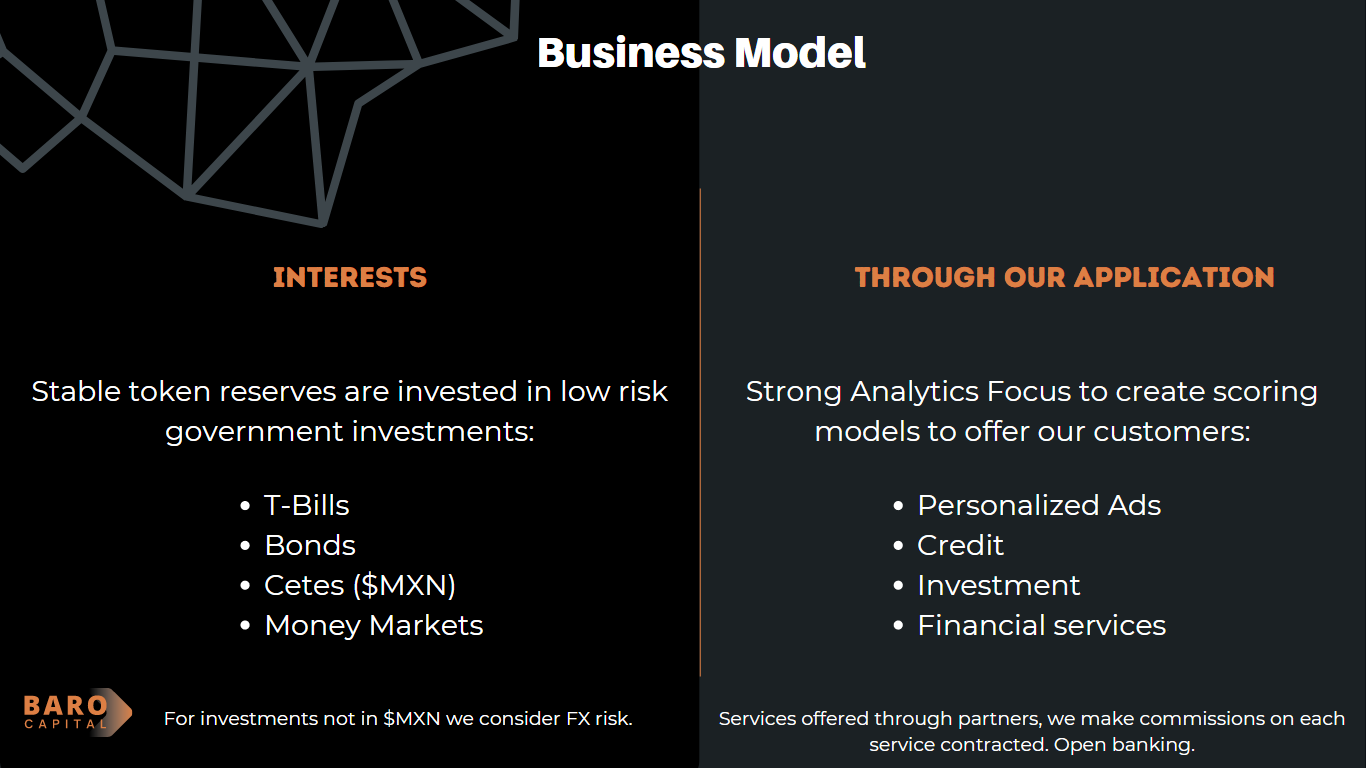 Business Model
INTERESTS
Stable token reserves are invested in low risk
government investments:
• T-Bills
• Bonds
• Cetes ($MXN)
• Money Markets
BARO
CAPITAL
For investments not in $MXN we consider FX risk.
THROUGH OUR APPLICATION
Strong Analytics Focus to create scoring
models to offer our customers:
• Personalized Ads
• Credit
• Investment
• Financial services
Services offered through partners, we make commissions on each
service contracted. Open banking.